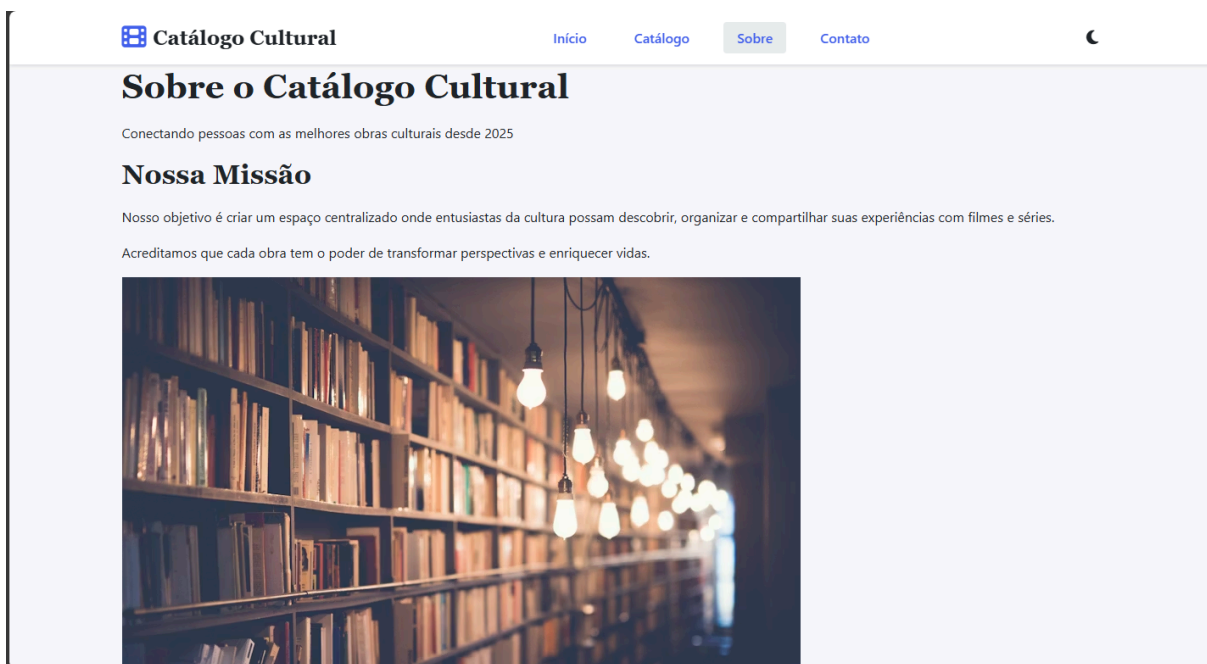 Catálogo Cultural
Início Catálogo Sobre Contato
Sobre o Catálogo Cultural
Conectando pessoas com as melhores obras culturais desde 2025
Nossa Missão
Nosso objetivo é criar um espaço centralizado onde entusiastas da cultura possam descobrir, organizar e compartilhar suas experiências com filmes e séries.
Acreditamos que cada obra tem o poder de transformar perspectivas e enriquecer vidas.